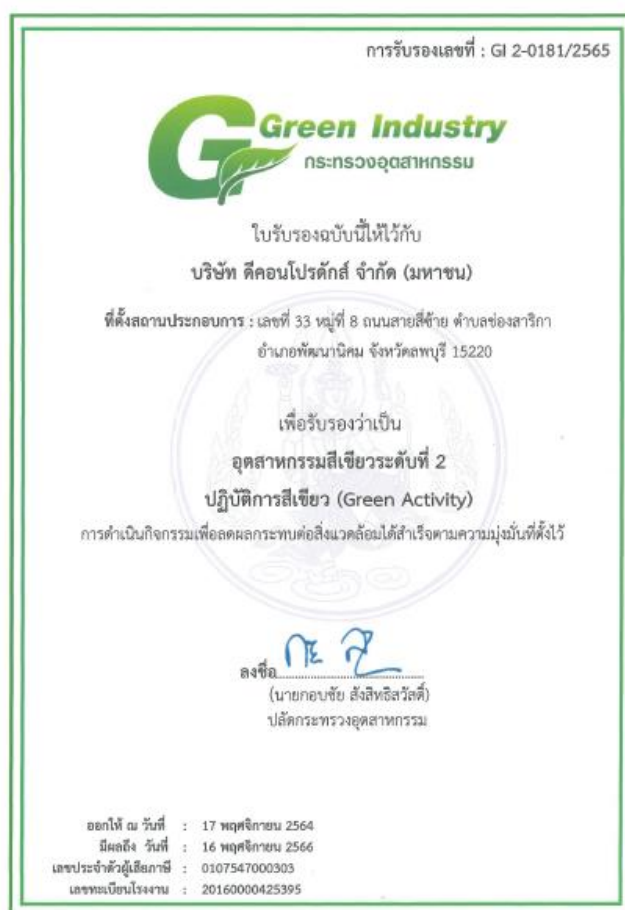 การรับรองเลขที่ : GI 2-0181/2565
Green Industry
กระทรวงอุตสาหกรรม
ใบรับรองฉบับนี้ให้ไว้กับ
บริษัท ดีคอนโปรดักส์ จำกัด (มหาชน)
ที่ตั้งสถานประกอบการ : เลขที่ 33 หมู่ที่ 8 ถนนสายสี่ซ้าย ตำบลช่องสาริกา
อำเภอพัฒนานิคม จังหวัดลพบุรี 15220
เพื่อรับรองว่าเป็น
อุตสาหกรรมสีเขียวระดับที่ 2
ปฏิบัติการสีเขียว (Green Activity)
การดำเนินกิจกรรมเพื่อลดผลกระทบต่อสิ่งแวดล้อมได้สำเร็จตามความมุ่งมั่นที่ตั้งไว้
ลงชื่อ
(นายกอบชัย สังสิทธิสวัสดิ์)
ปลัดกระทรวงอุตสาหกรรม
ออกให้ ณ วันที่ : 17 พฤศจิกายน 2564
มีผลถึง วันที่ : 16 พฤศจิกายน 2566
เลขประจำตัวผู้เสียภาษี : 0107547000303
เลขทะเบียนโรงงาน : 20160000425395